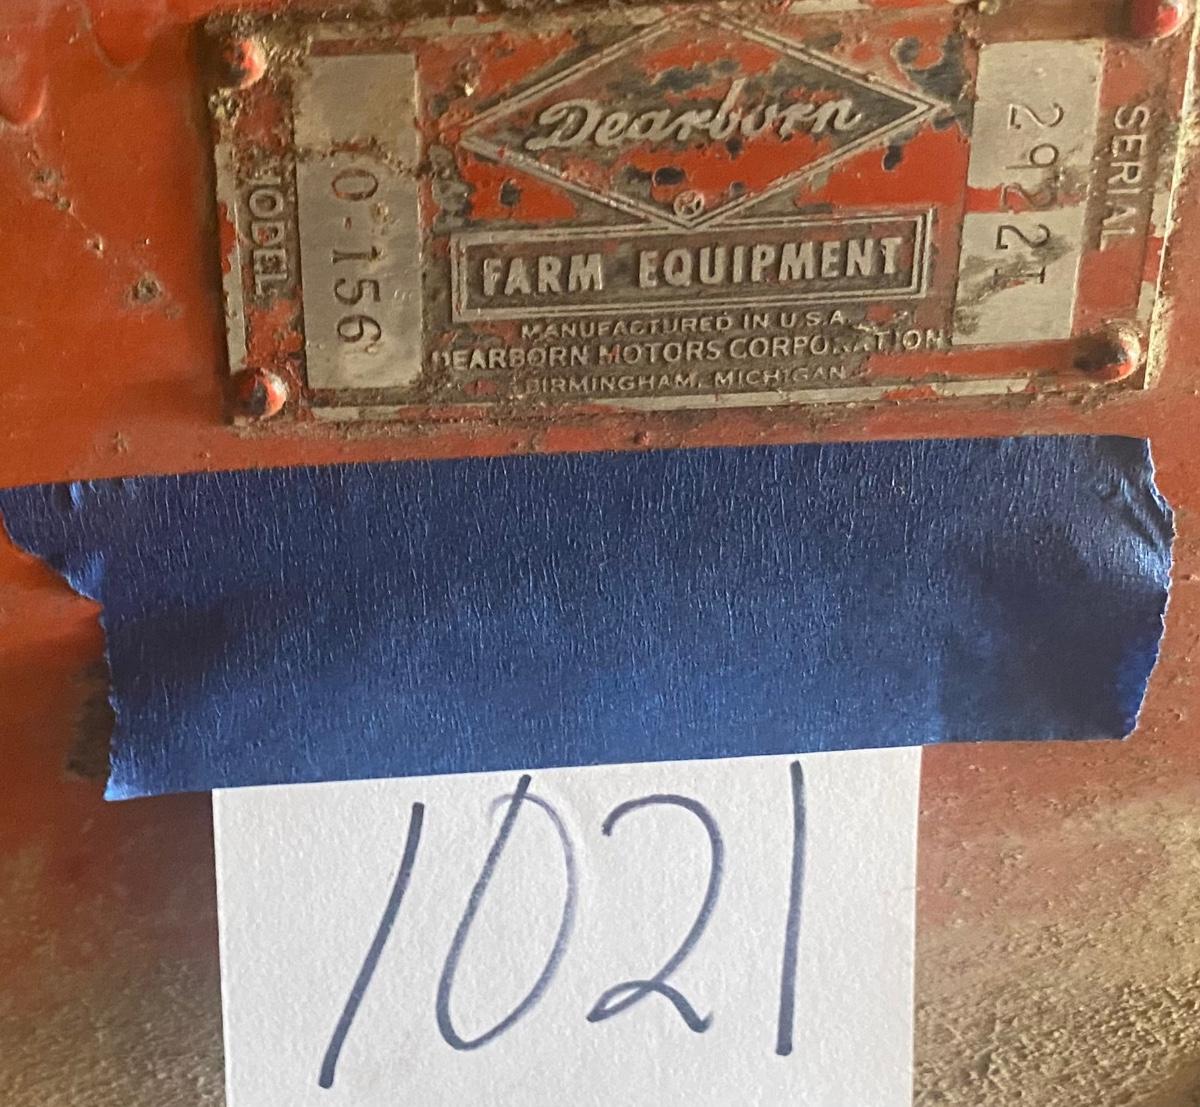 MODEL
10-156
Dearborn
®
FARM EQUIPMENT
MANUFACTURED IN U.S.A.
DEARBORN MOTORS CORPORATION
BIRMINGHAM, MICHIGAN
SERIAL
29221
1021